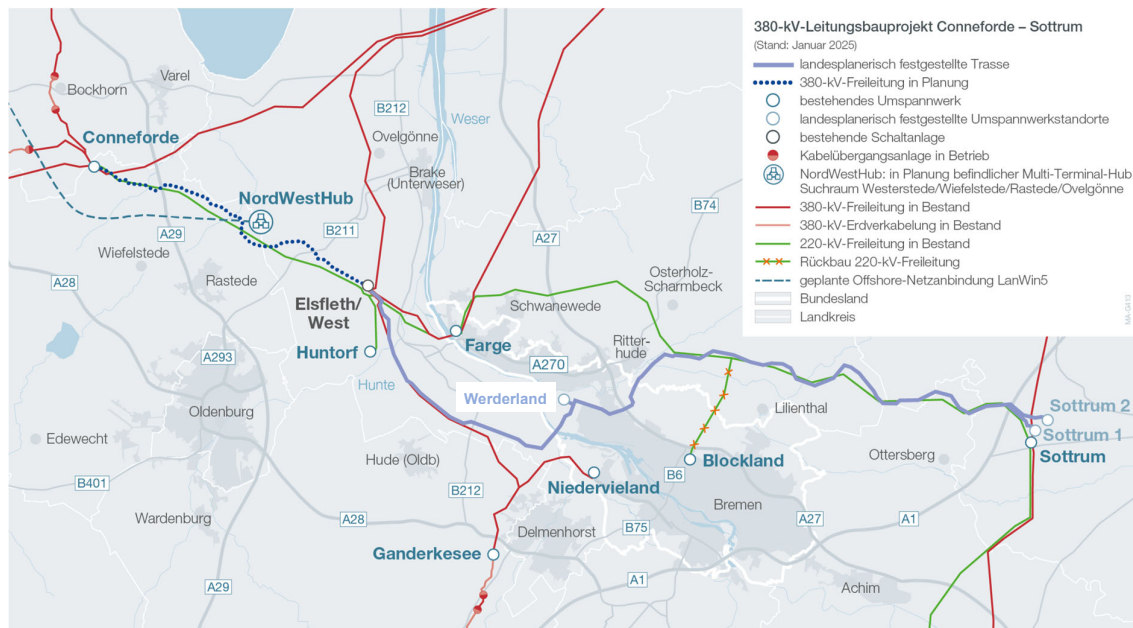 380-kV-Leitungsbauprojekt Conneforde – Sottrum
(Stand: Januar 2025)
landesplanerisch festgestellte Trasse
380-kV-Freileitung in Planung
bestehendes Umspannwerk
landesplanerisch festgestellte Umspannwerkstandorte
bestehende Schaltanlage
Kabelübergangsanlage in Betrieb
NordWestHub: in Planung befindlicher Multi-Terminal-Hub
Suchraum Westerstede/Wiefelstede/Rastede/Ovelgönne
380-kV-Freileitung in Bestand
380-kV-Erdverkabelung in Bestand
220-kV-Freileitung in Bestand
Rückbau 220-kV-Freileitung
geplante Offshore-Netzanbindung LanWin5
Bundesland
Landkreis
MA-G413
Varel
Bockhorn
B212
Weser
Ovelgönne
Conneforde
Brake
(Unterweser)
NordWestHub
B74
A29
B211
A27
Wiefelstede
Rastede
A28
Osterholz-
Scharmbeck
Elsfleth/
West
Schwanewede
Farge
Ritter-
hude
Huntorf
A293
A270
Hunte
Werderland
Oldenburg
Lilienthal
Sottrum 2
Sottrum 1
Edewecht
Sottrum
Hude (Oldb)
Blockland
Ottersberg
B6
Niedervieland
B401
B212
Bremen
Wardenburg
A28
Delmenhorst
B75
A27
A1
Ganderkesee
A29
A1
Achim